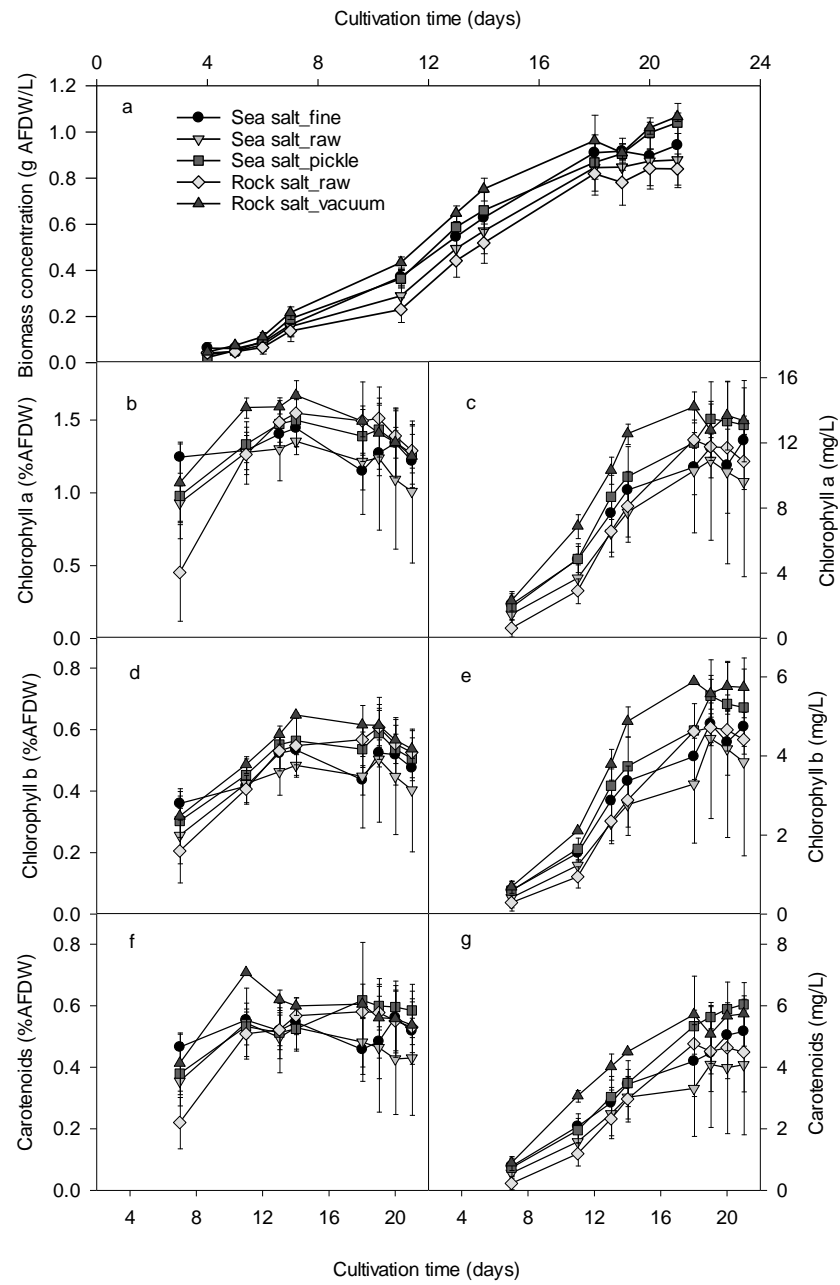 Cultivation time (days)
0 4 8 12 16 20 24
Biomass concentration (g AFDW/L)
1.2
1.0
0.8
0.6
0.4
0.2
0.0
a
Sea salt_fine
Sea salt_raw
Sea salt_pickle
Rock salt_raw
Rock salt_vacuum
Chlorophyll a (%AFDW)
1.5
1.0
0.5
0.0
b
c
16
12
8
4
0
Chlorophyll a (mg/L)
Chlorophyll b (%AFDW)
0.8
0.6
0.4
0.2
0.0
d
e
6
4
2
0
Chlorophyll b (mg/L)
Carotenoids (%AFDW)
0.8
0.6
0.4
0.2
0.0
f
g
8
6
4
2
0
Carotenoids (mg/L)
4 8 12 16 20 4 8 12 16 20
Cultivation time (days)